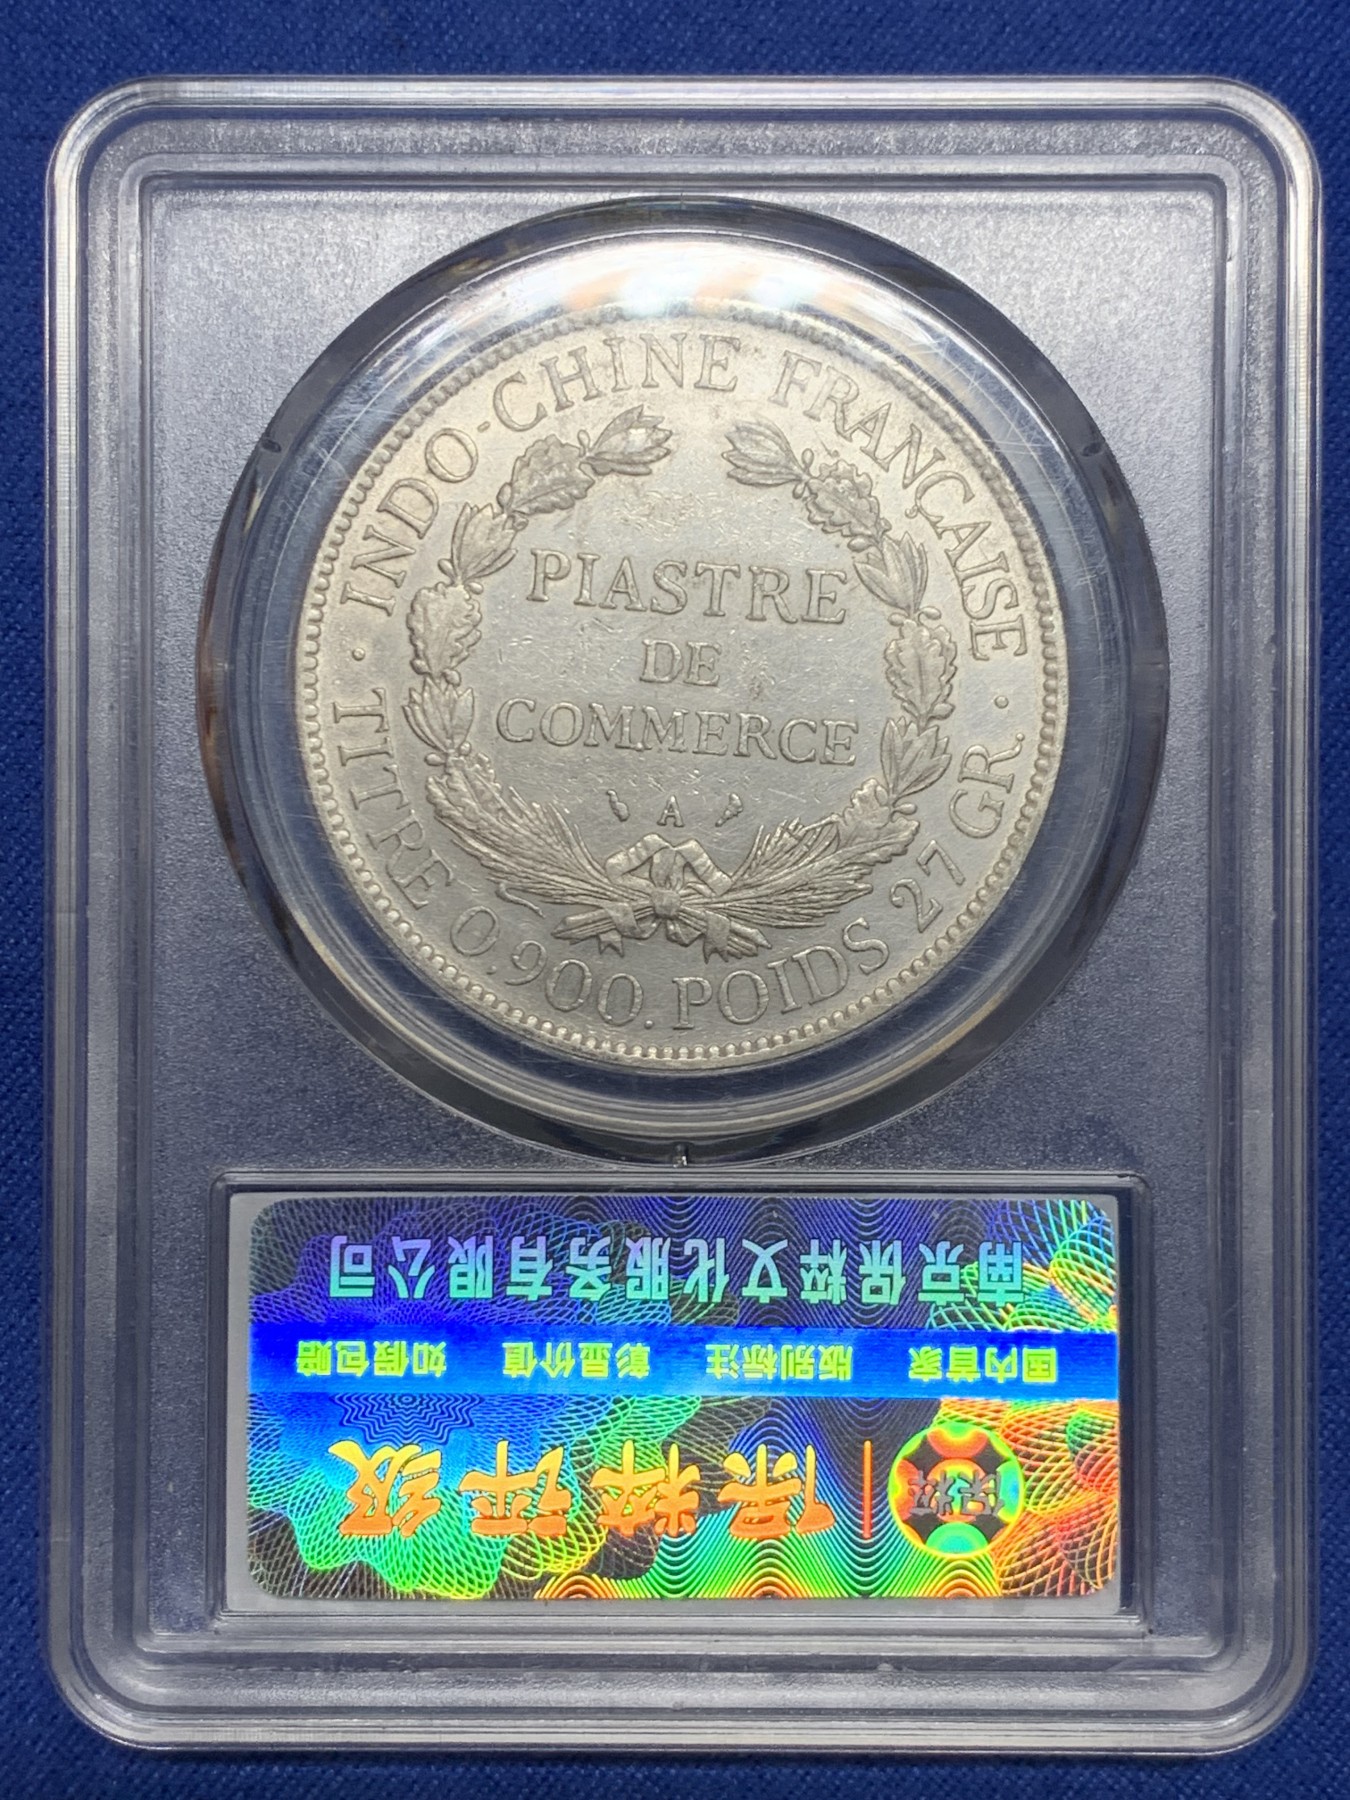 INDO-CHINE FRANÇAISE
PIASTRE
DE
COMMERCE
A
· TITRE 0.900. POIDS 27 GR. ·
保粹 | 保粹评级
国内首家 版别标注 彰显价值 如假包赔
南京保粹文化服务有限公司